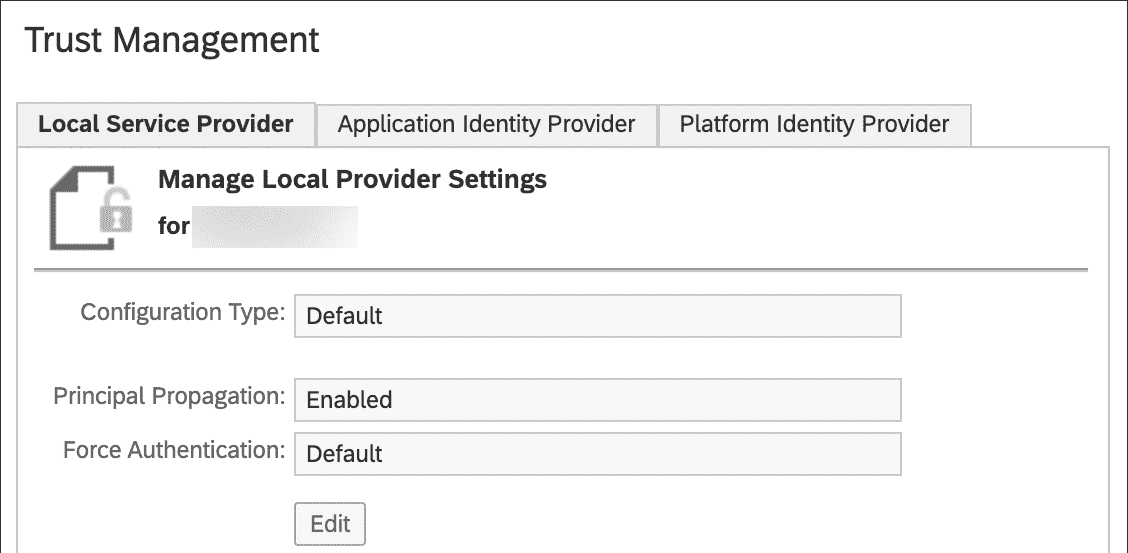 Trust Management
Local Service Provider
Application Identity Provider
Platform Identity Provider
Manage Local Provider Settings
for
Configuration Type: Default
Principal Propagation: Enabled
Force Authentication: Default
Edit